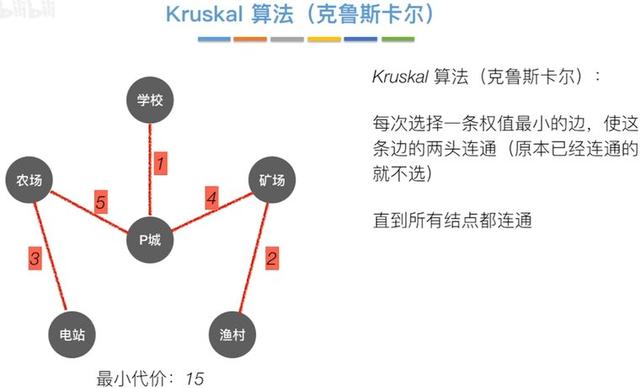 bilibili
Kruskal 算法（克鲁斯卡尔）
Kruskal 算法（克鲁斯卡尔）：
每次选择一条权值最小的边，使这
条边的两头连通（原本已经连通的
就不选）
直到所有结点都连通
学校
1
农场
矿场
5
4
P城
3
2
电站
渔村
最小代价：15